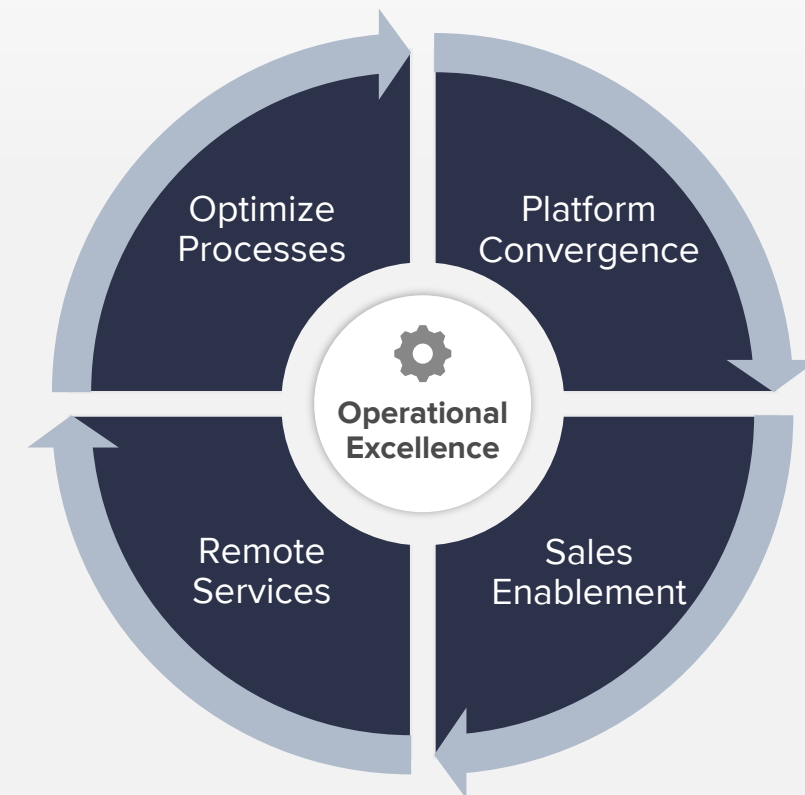 Optimize
Processes
Platform
Convergence
Operational
Excellence
Remote
Services
Sales
Enablement